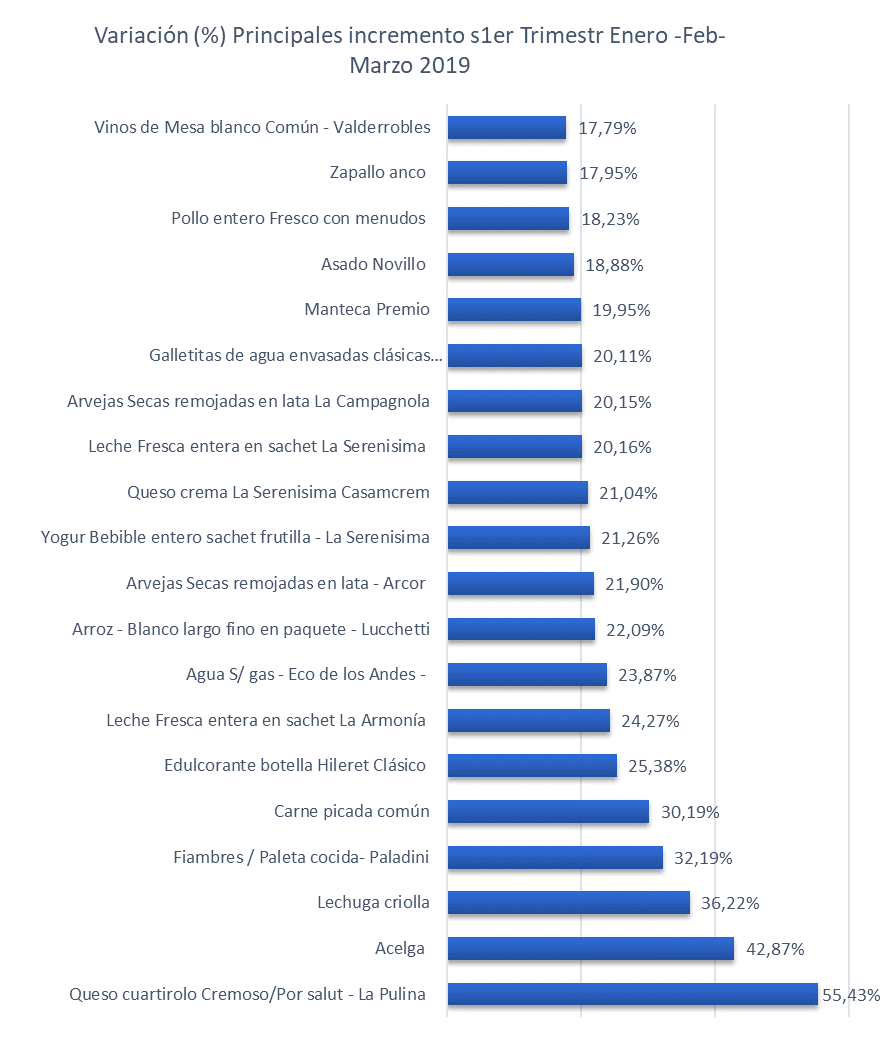 Variación (%) Principales incremento s1er Trimestr Enero -Feb-
Marzo 2019
Vinos de Mesa blanco Común - Valderrobles 17,79%
Zapallo anco 17,95%
Pollo entero Fresco con menudos 18,23%
Asado Novillo 18,88%
Manteca Premio 19,95%
Galletitas de agua envasadas clásicas... 20,11%
Arvejas Secas remojadas en lata La Campagnola 20,15%
Leche Fresca entera en sachet La Serenisima 20,16%
Queso crema La Serenisima Casamcrem 21,04%
Yogur Bebible entero sachet frutilla - La Serenisima 21,26%
Arvejas Secas remojadas en lata - Arcor 21,90%
Arroz - Blanco largo fino en paquete - Lucchetti 22,09%
Agua S/ gas - Eco de los Andes - 23,87%
Leche Fresca entera en sachet La Armonía 24,27%
Edulcorante botella Hileret Clásico 25,38%
Carne picada común 30,19%
Fiambres / Paleta cocida- Paladini 32,19%
Lechuga criolla 36,22%
Acelga 42,87%
Queso cuartirolo Cremoso/Por salut - La Pulina 55,43%